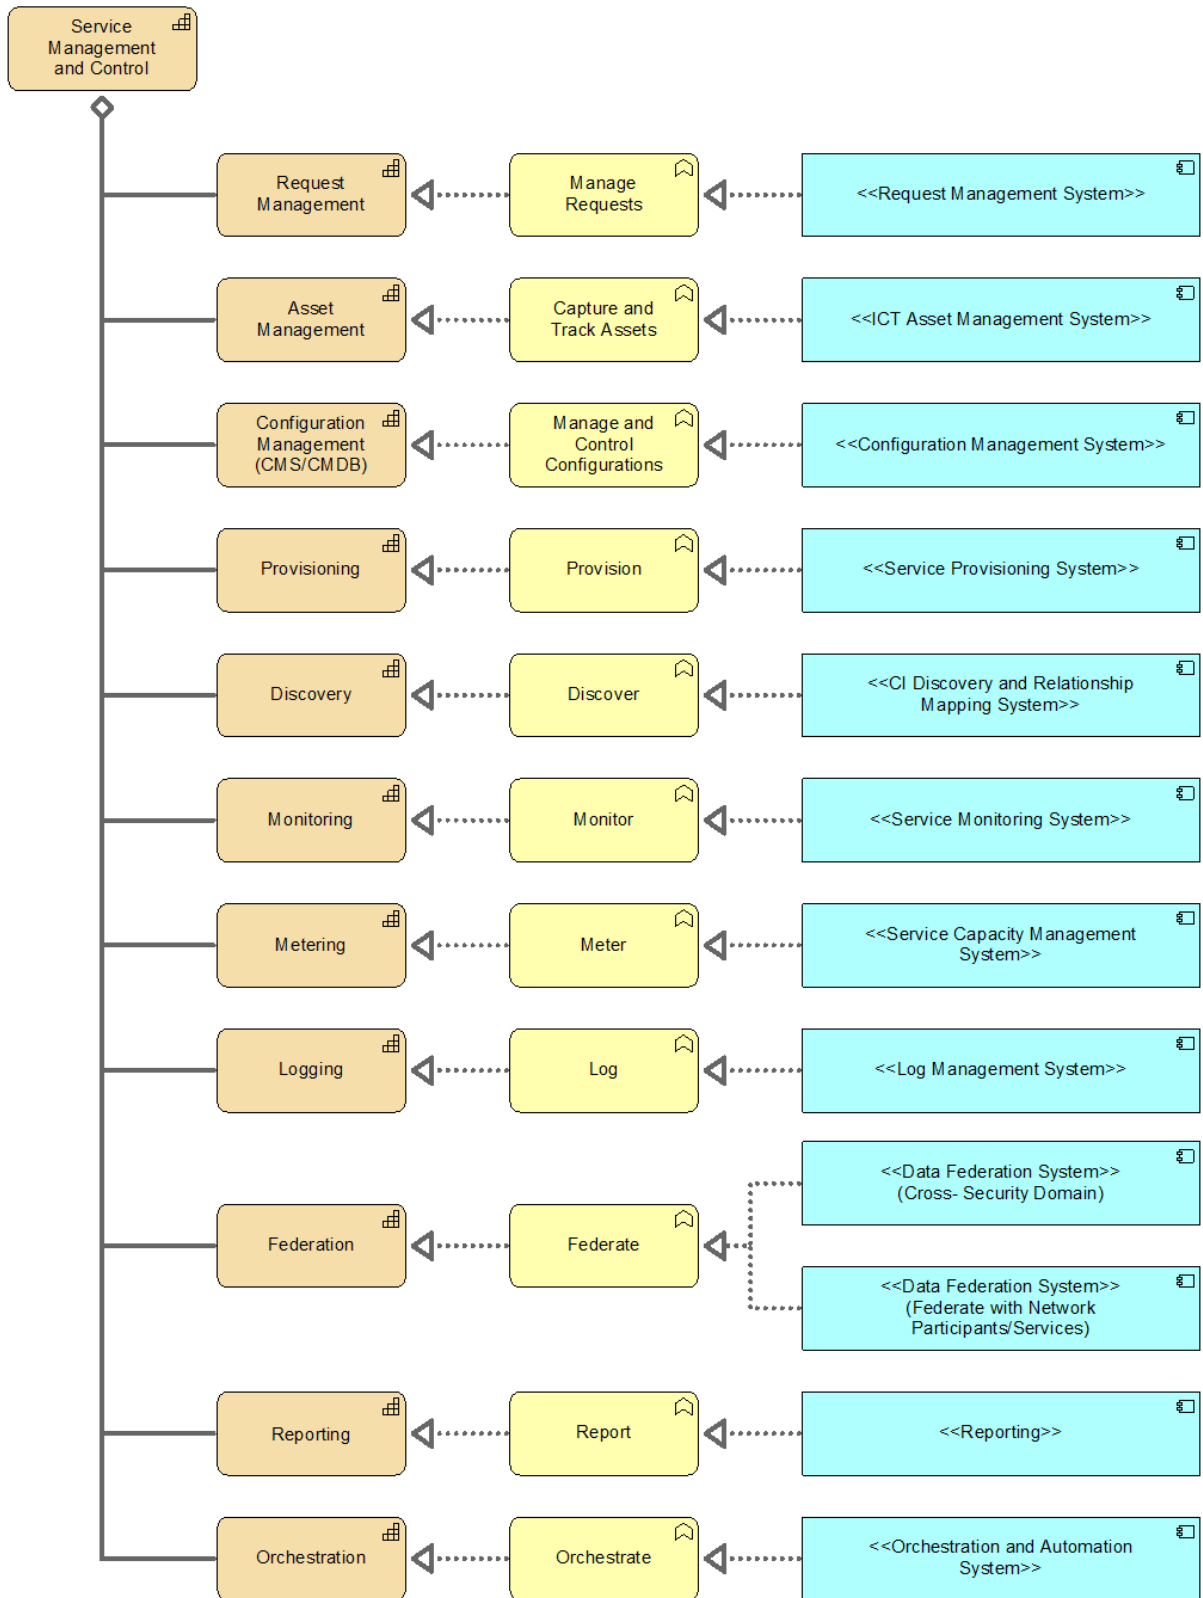 Service
Management
and Control
Request
Management
Manage
Requests
<<Request Management System>>
Asset
Management
Capture and
Track Assets
<<ICT Asset Management System>>
Configuration
Management
(CMS/CMDB)
Manage and
Control
Configurations
<<Configuration Management System>>
Provisioning
Provision
<<Service Provisioning System>>
Discovery
Discover
<<CI Discovery and Relationship
Mapping System>>
Monitoring
Monitor
<<Service Monitoring System>>
Metering
Meter
<<Service Capacity Management
System>>
Logging
Log
<<Log Management System>>
Federation
Federate
<<Data Federation System>>
(Cross- Security Domain)
<<Data Federation System>>
(Federate with Network
Participants/Services)
Reporting
Report
<<Reporting>>
Orchestration
Orchestrate
<<Orchestration and Automation
System>>